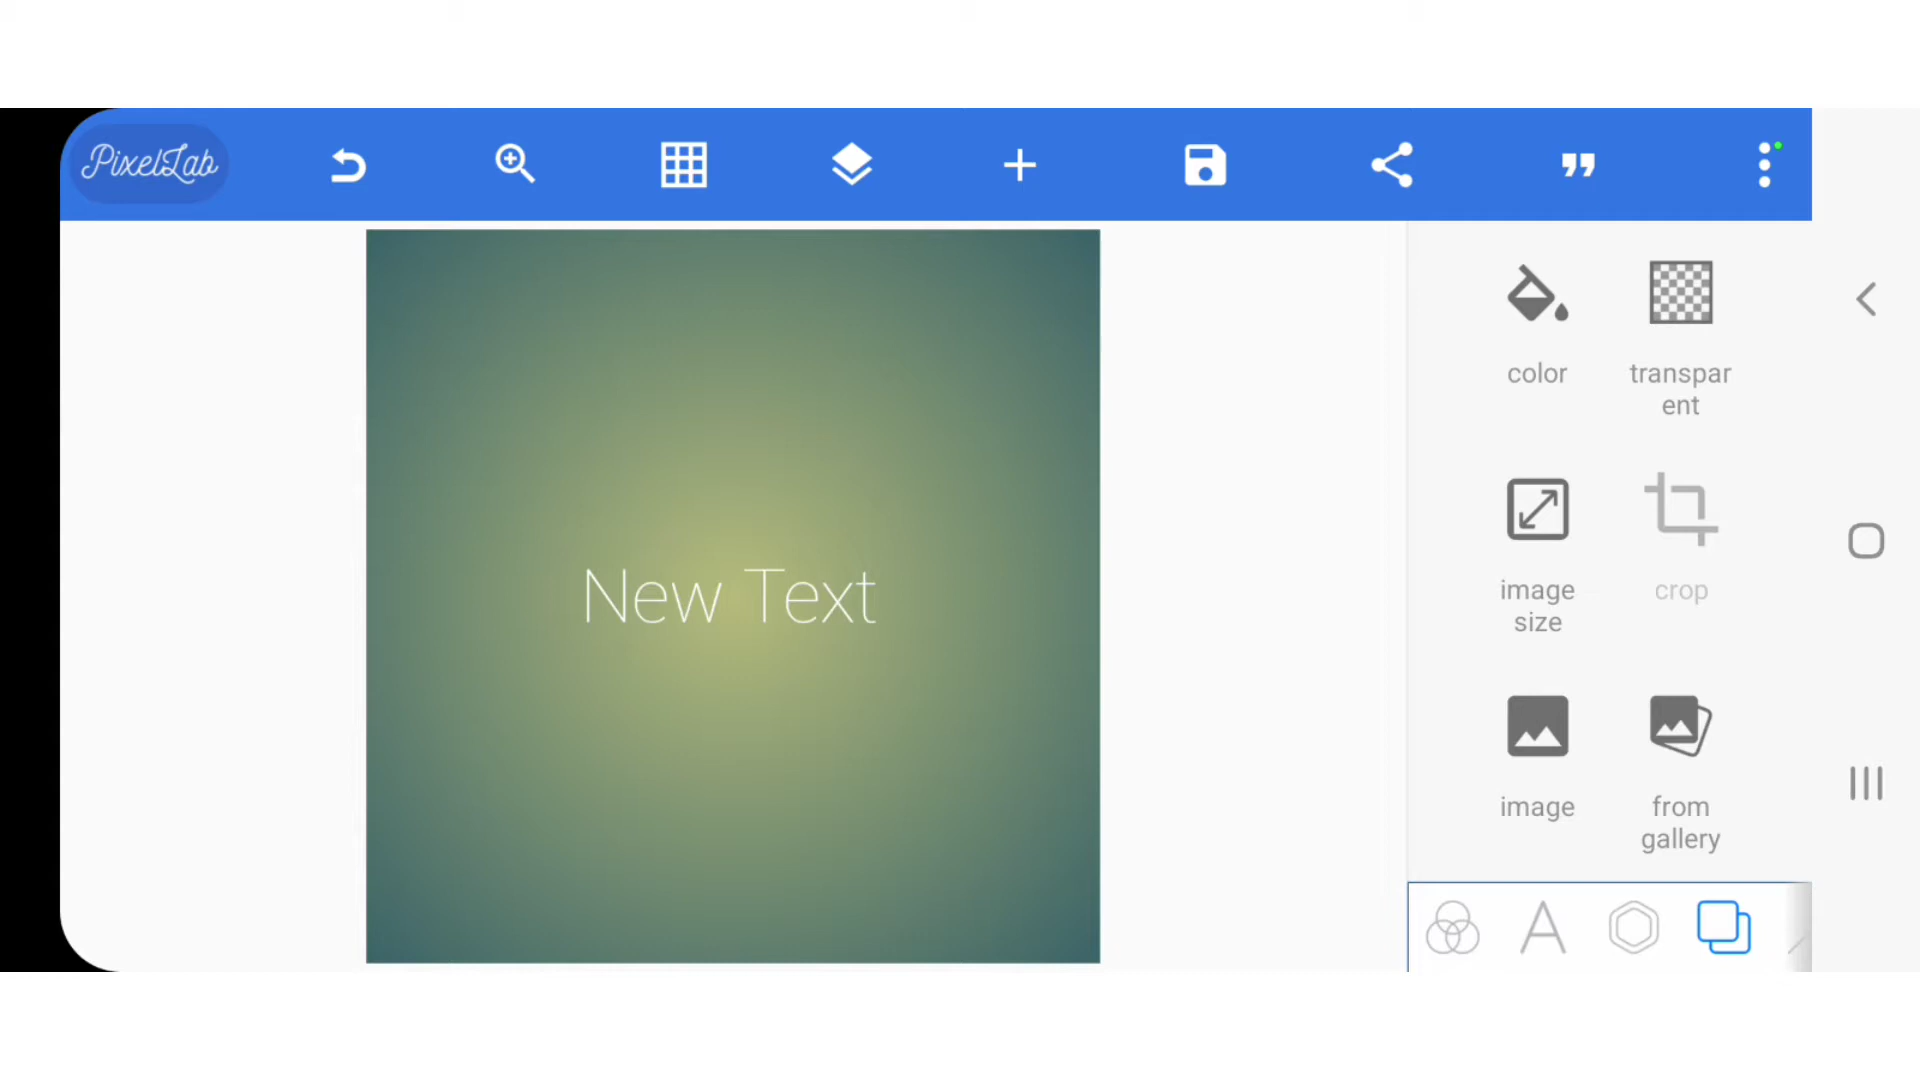 PixelLab
color
transpar
ent
New Text
image
size
crop
image
from
gallery